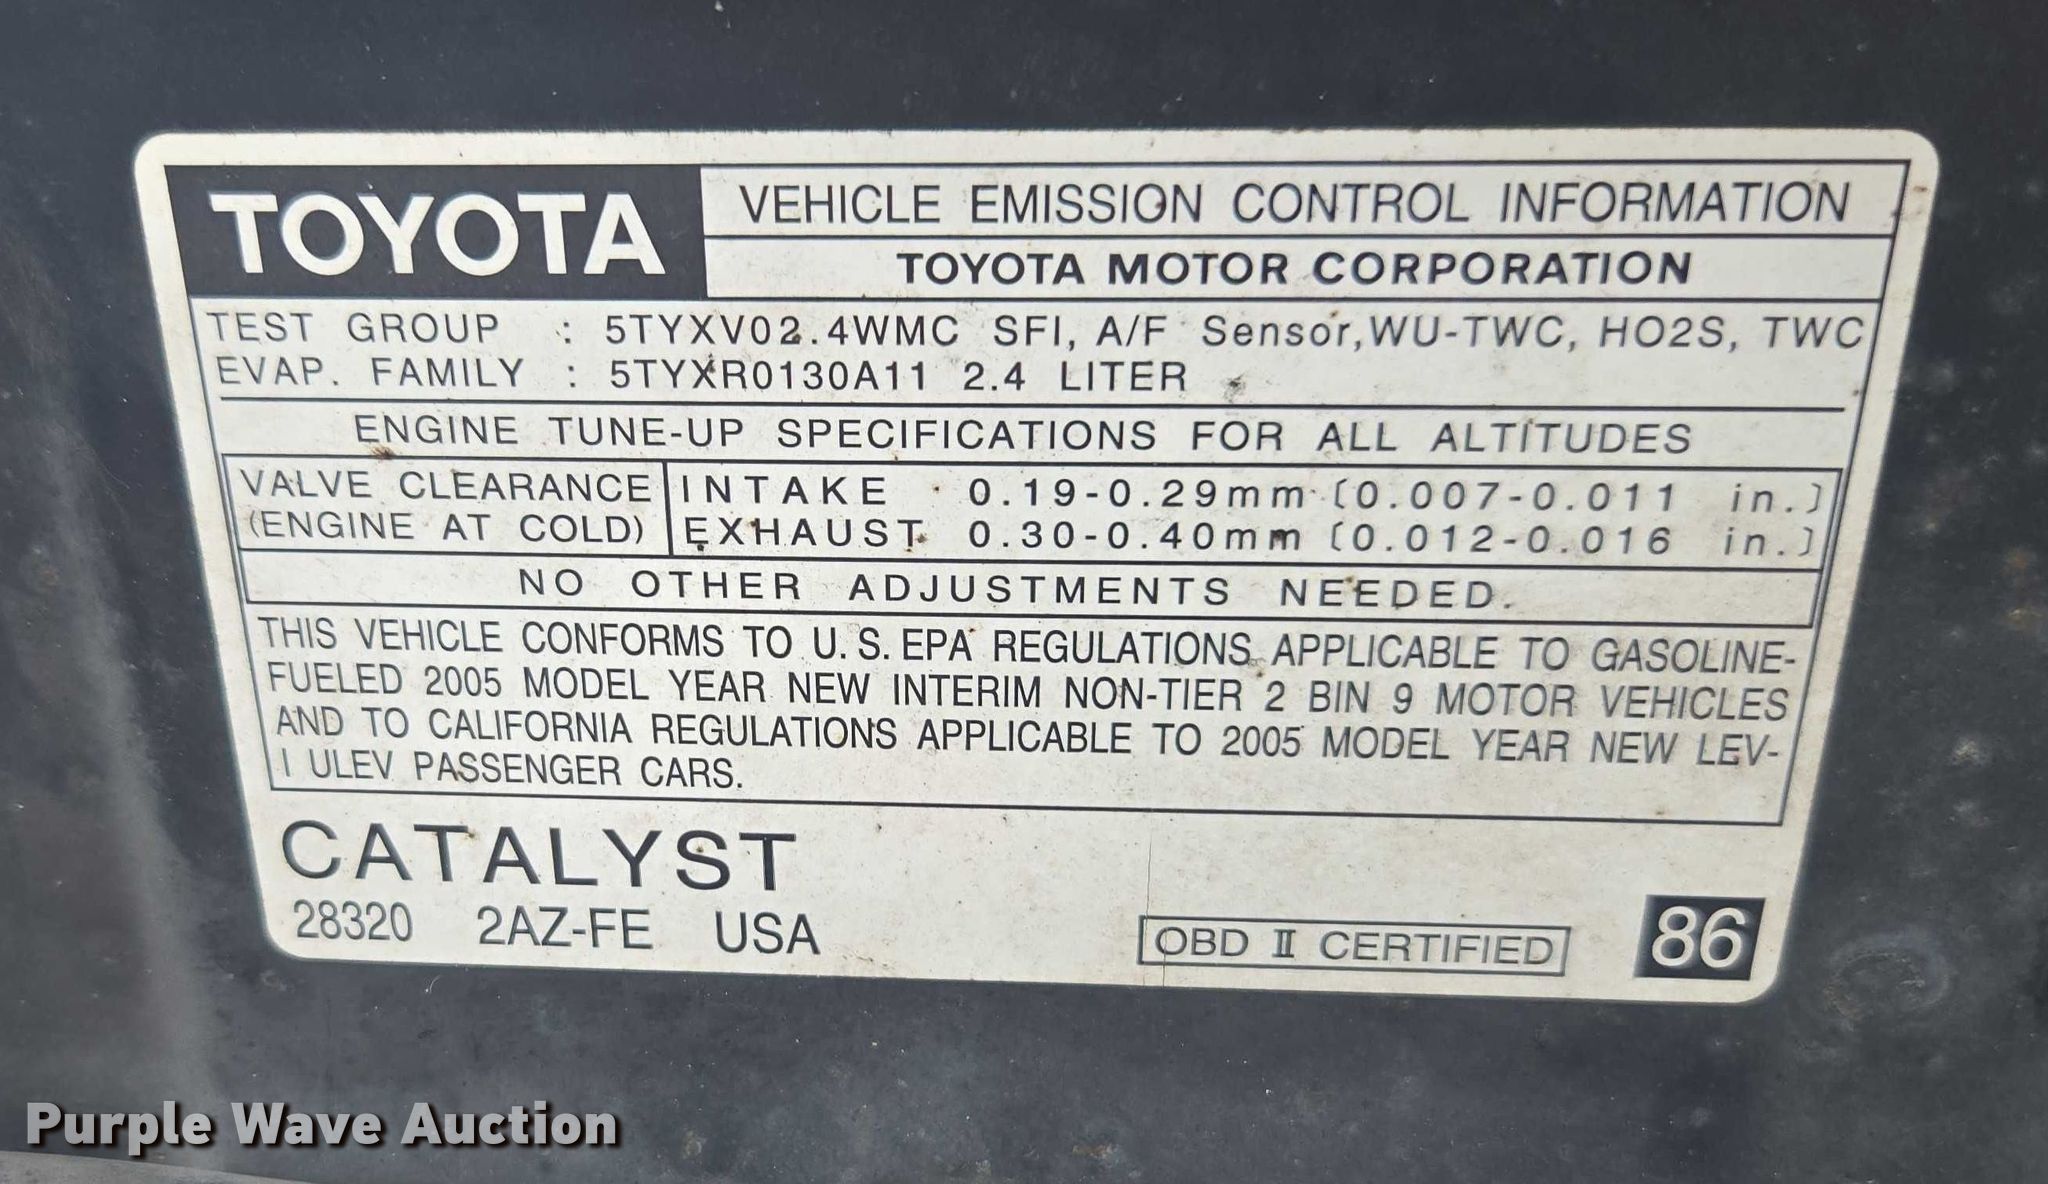 TOYOTA
VEHICLE EMISSION CONTROL INFORMATION
TOYOTA MOTOR CORPORATION
TEST GROUP : 5TYXV02.4WMC SFI, A/F Sensor, WU-TWC, HO2S, TWC
EVAP. FAMILY : 5TYXR0130A11 2.4 LITER
ENGINE TUNE-UP SPECIFICATIONS FOR ALL ALTITUDES
VALVE CLEARANCE INTAKE 0.19-0.29mm (0.007-0.011 in.)
(ENGINE AT COLD) EXHAUST 0.30-0.40mm (0.012-0.016 in.)
NO OTHER ADJUSTMENTS NEEDED.
THIS VEHICLE CONFORMS TO U.S. EPA REGULATIONS APPLICABLE TO GASOLINE-
FUELED 2005 MODEL YEAR NEW INTERIM NON-TIER 2 BIN 9 MOTOR VEHICLES
AND TO CALIFORNIA REGULATIONS APPLICABLE TO 2005 MODEL YEAR NEW LEV-
I ULEV PASSENGER CARS.
CATALYST
28320 2AZ-FE USA
OBD II CERTIFIED
86
Purple Wave Auction